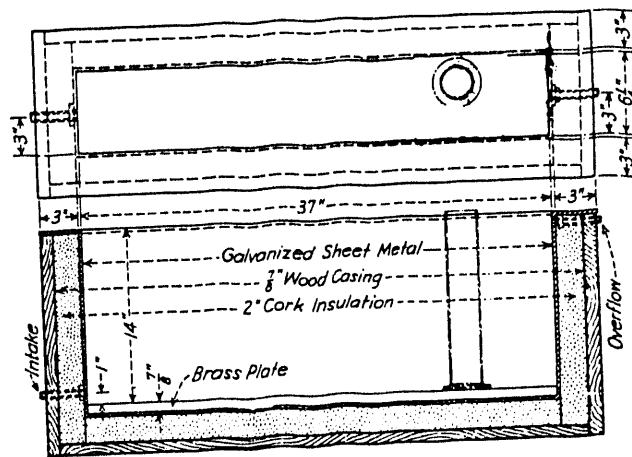 3"
6½"
3"
3"
3"
3"
3"
37"
3"
Galvanized Sheet Metal
⅞" Wood Casing
2" Cork Insulation
14"
Intake
1"
⅞"
Brass Plate
Overflow